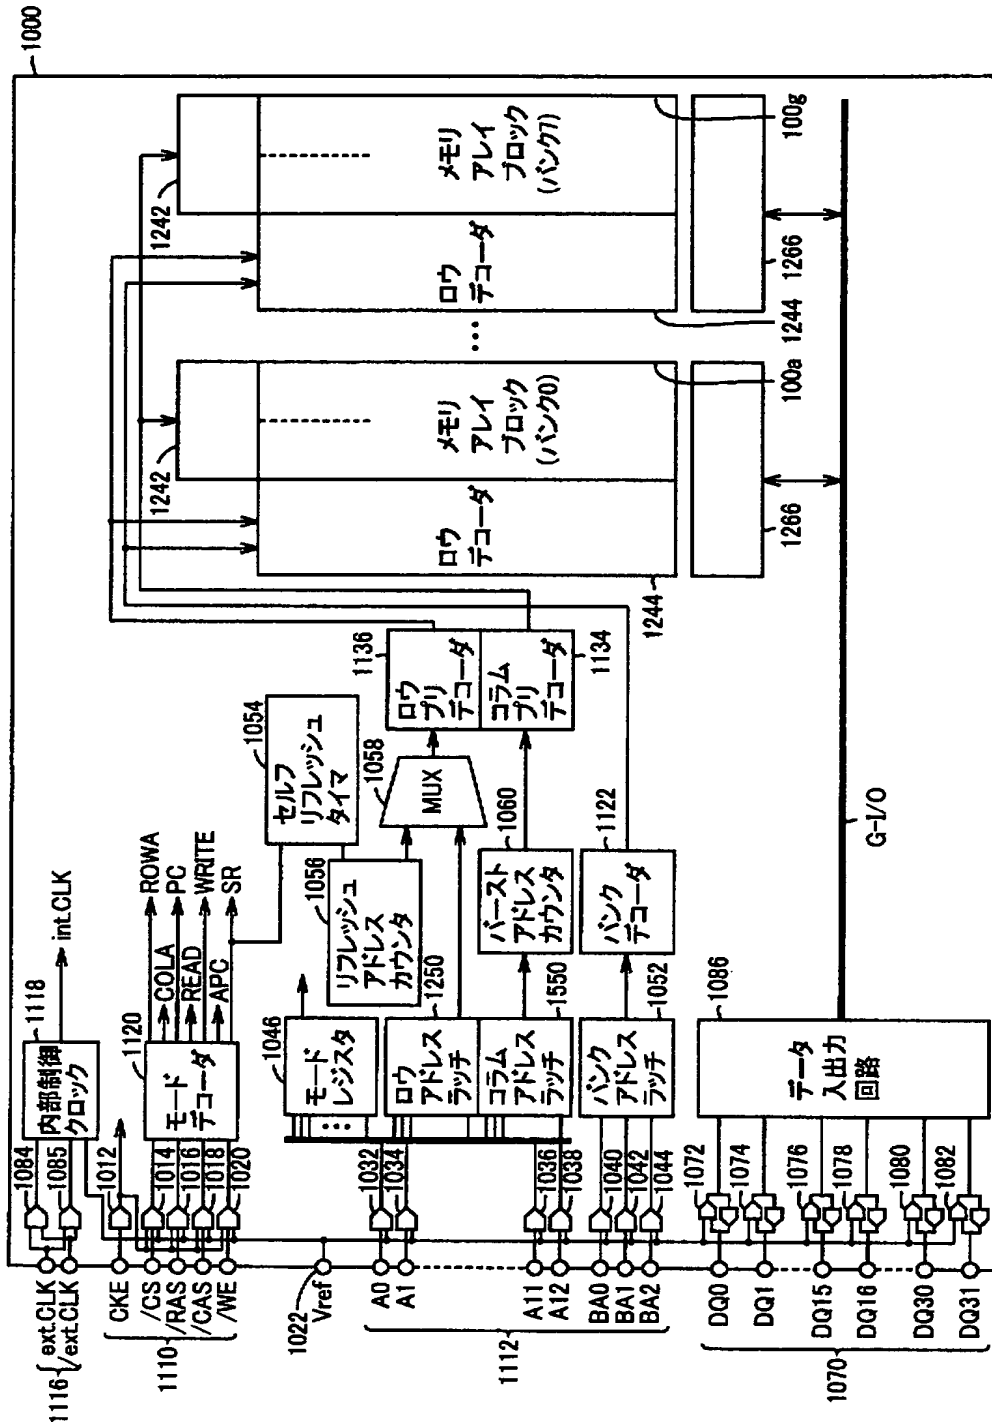 1000
1116
ext.CLK
/ext.CLK
1084
1085
内部制御
クロック
1118
int.CLK
1110
CKE
/CS
/RAS
/CAS
/WE
1012
1014
1016
1018
1020
モード
デコーダ
1120
ROWA
COLA
PC
READ
WRITE
APC
SR
1022
Vref
1112
A0
A1
A11
A12
BA0
BA1
BA2
1032
1034
1036
1038
1040
1042
1044
モード
レジスタ
1046
ロウ
アドレス
ラッチ
1250
コラム
アドレス
ラッチ
1550
バンク
アドレス
ラッチ
1052
セルフ
リフレッシュ
タイマ
1054
リフレッシュ
アドレス
カウンタ
1056
MUX
1058
バースト
アドレス
カウンタ
1060
バンク
デコーダ
1122
ロウ
プリ
デコーダ
1136
コラム
プリ
デコーダ
1134
1242
ロウ
デコーダ
メモリ
アレイ
ブロック
(バンク0)
1244
100a
1266
…
1242
ロウ
デコーダ
メモリ
アレイ
ブロック
(バンク7)
1244
100g
1266
G-I/O
1070
DQ0
DQ1
DQ15
DQ16
DQ30
DQ31
1072
1074
1076
1078
1080
1082
データ
入出力
回路
1086